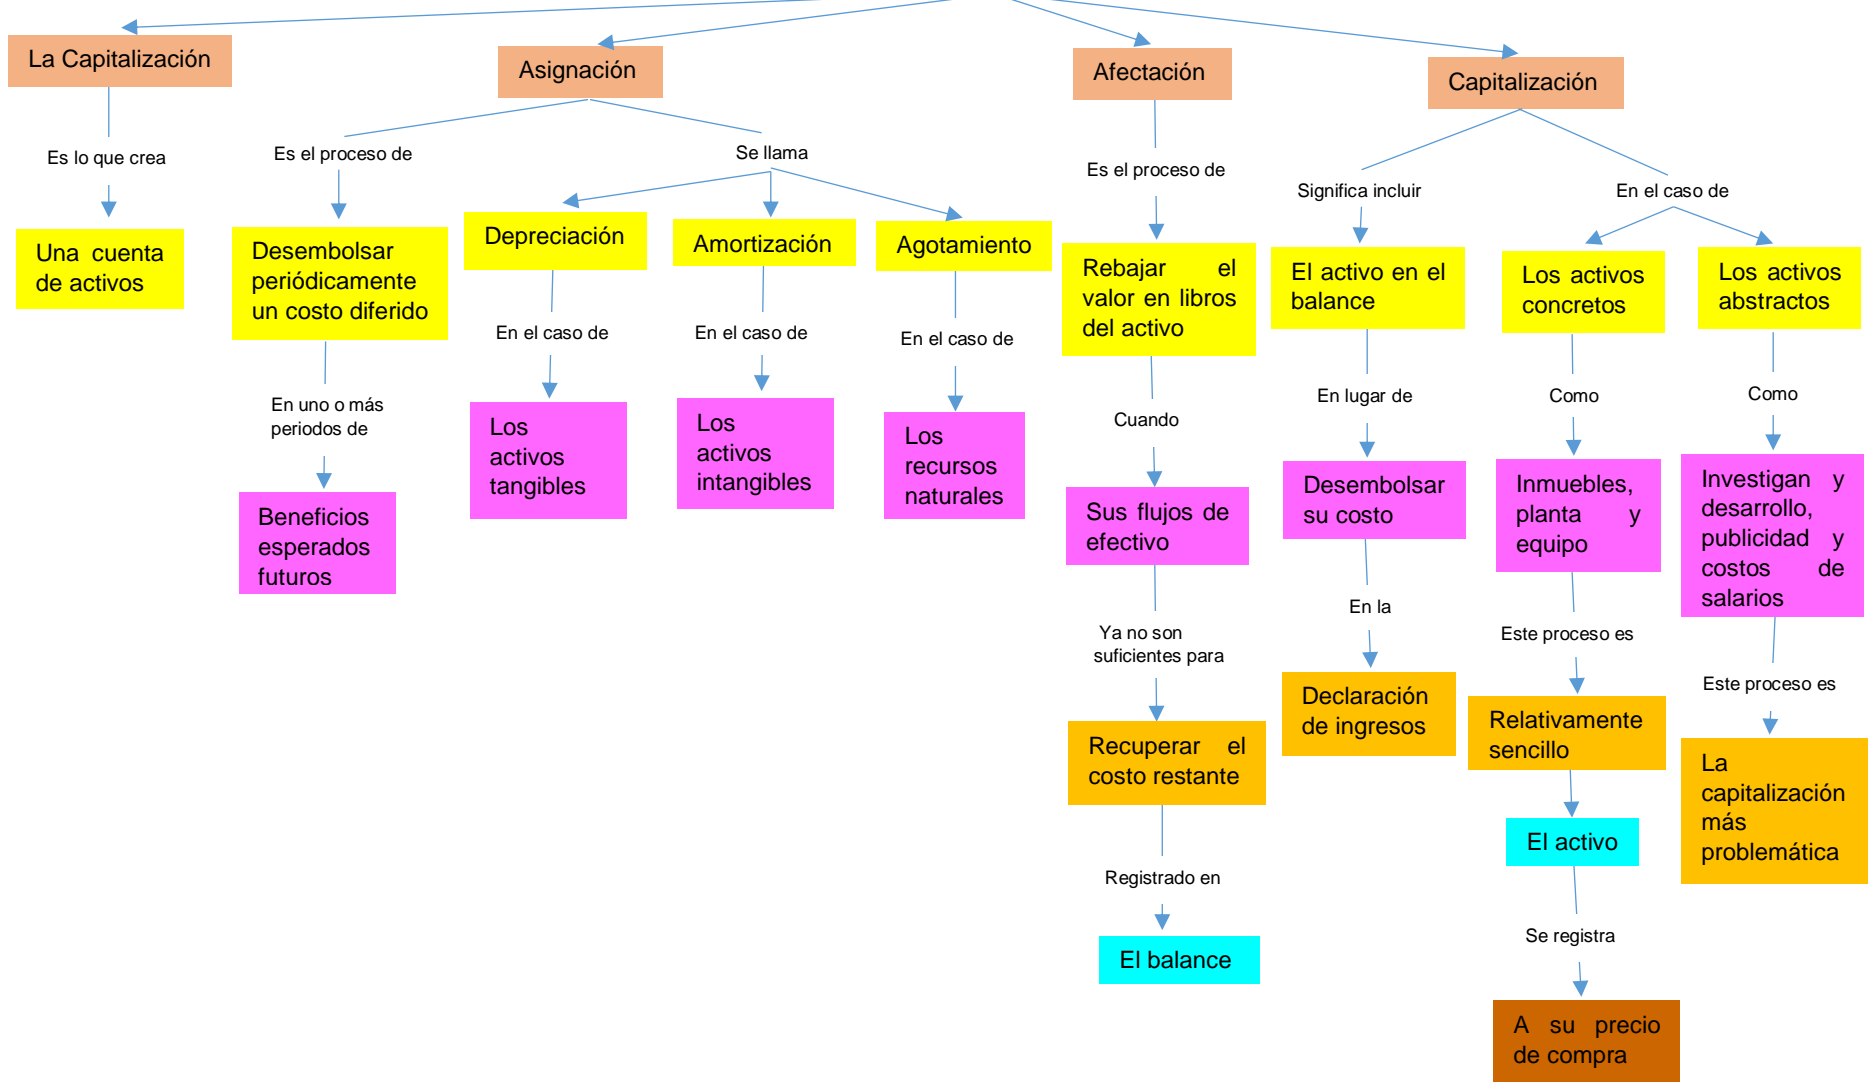 La Capitalización
Es lo que crea
Una cuenta
de activos
Asignación
Es el proceso de
Desembolsar
periódicamente
un costo diferido
En uno o más
periodos de
Beneficios
esperados
futuros
Se llama
Depreciación
En el caso de
Los
activos
tangibles
Amortización
En el caso de
Los
activos
intangibles
Agotamiento
En el caso de
Los
recursos
naturales
Afectación
Es el proceso de
Rebajar el
valor en libros
del activo
Cuando
Sus flujos de
efectivo
Ya no son
suficientes para
Recuperar el
costo restante
Registrado en
El balance
Capitalización
Significa incluir
El activo en el
balance
En lugar de
Desembolsar
su costo
En la
Declaración
de ingresos
En el caso de
Los activos
concretos
Como
Inmuebles,
planta y
equipo
Este proceso es
Relativamente
sencillo
El activo
Se registra
A su precio
de compra
Los activos
abstractos
Como
Investigan y
desarrollo,
publicidad y
costos de
salarios
Este proceso es
La
capitalización
más
problemática